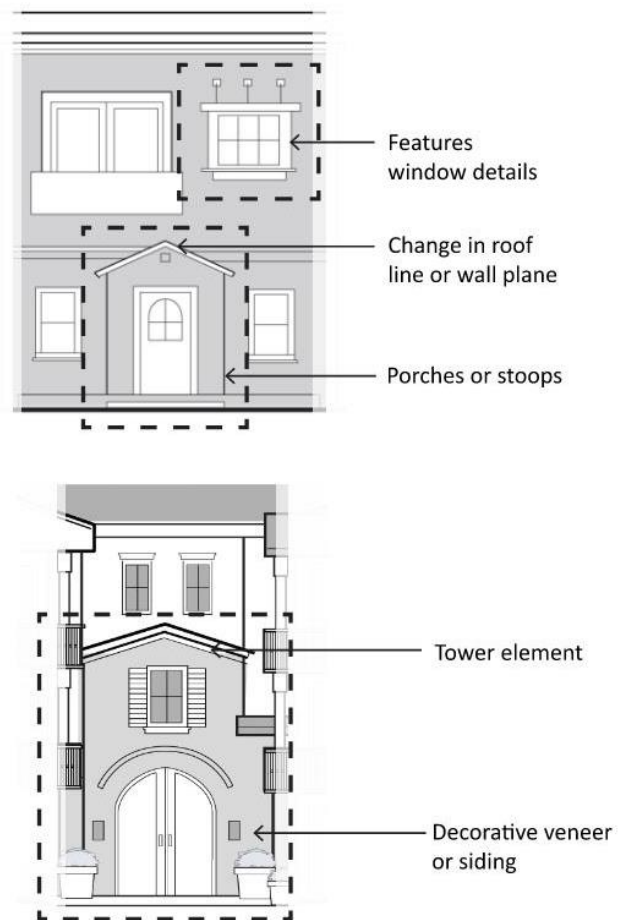 Features
window details
Change in roof
line or wall plane
Porches or stoops
Tower element
Decorative veneer
or siding